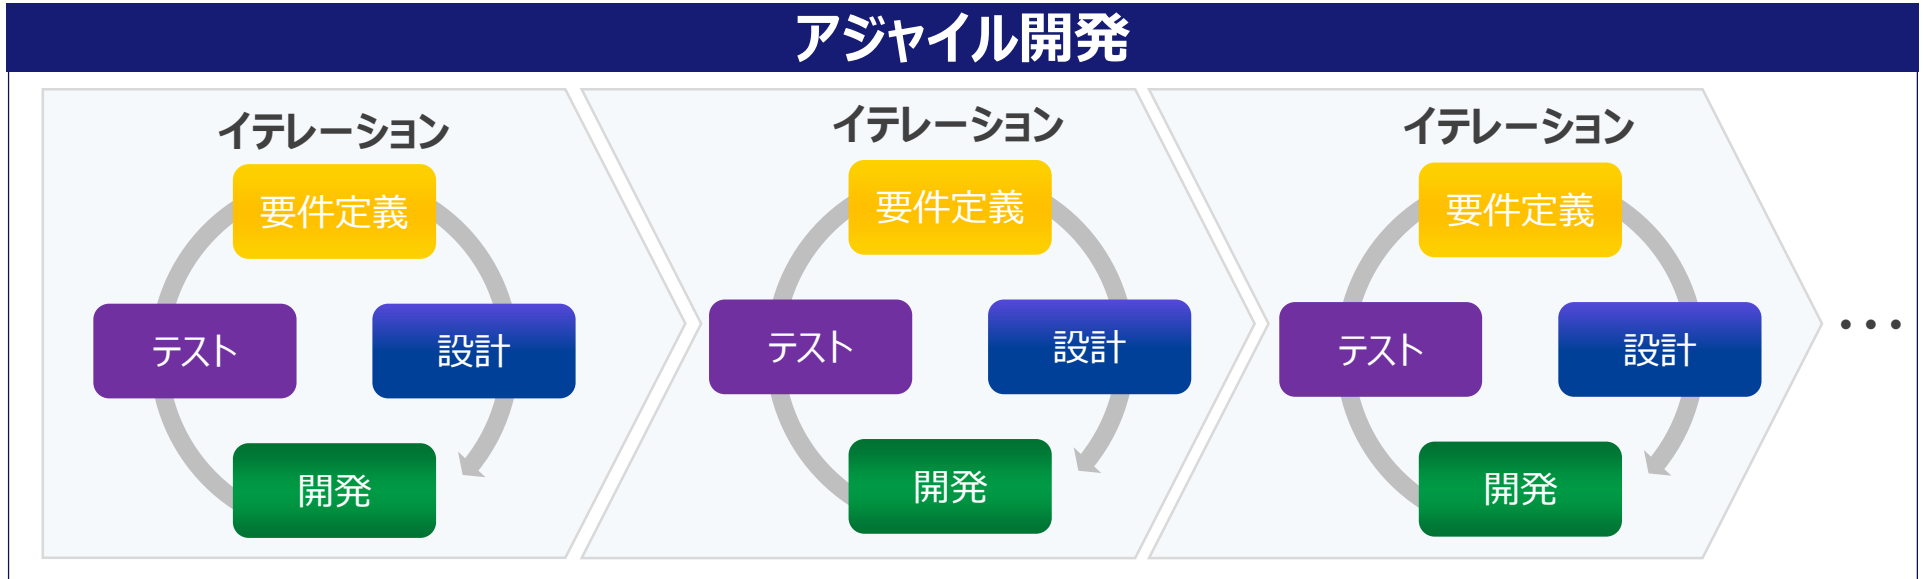 アジャイル開発
イテレーション
要件定義
テスト
設計
開発
イテレーション
要件定義
テスト
設計
開発
イテレーション
要件定義
テスト
設計
開発
・・・